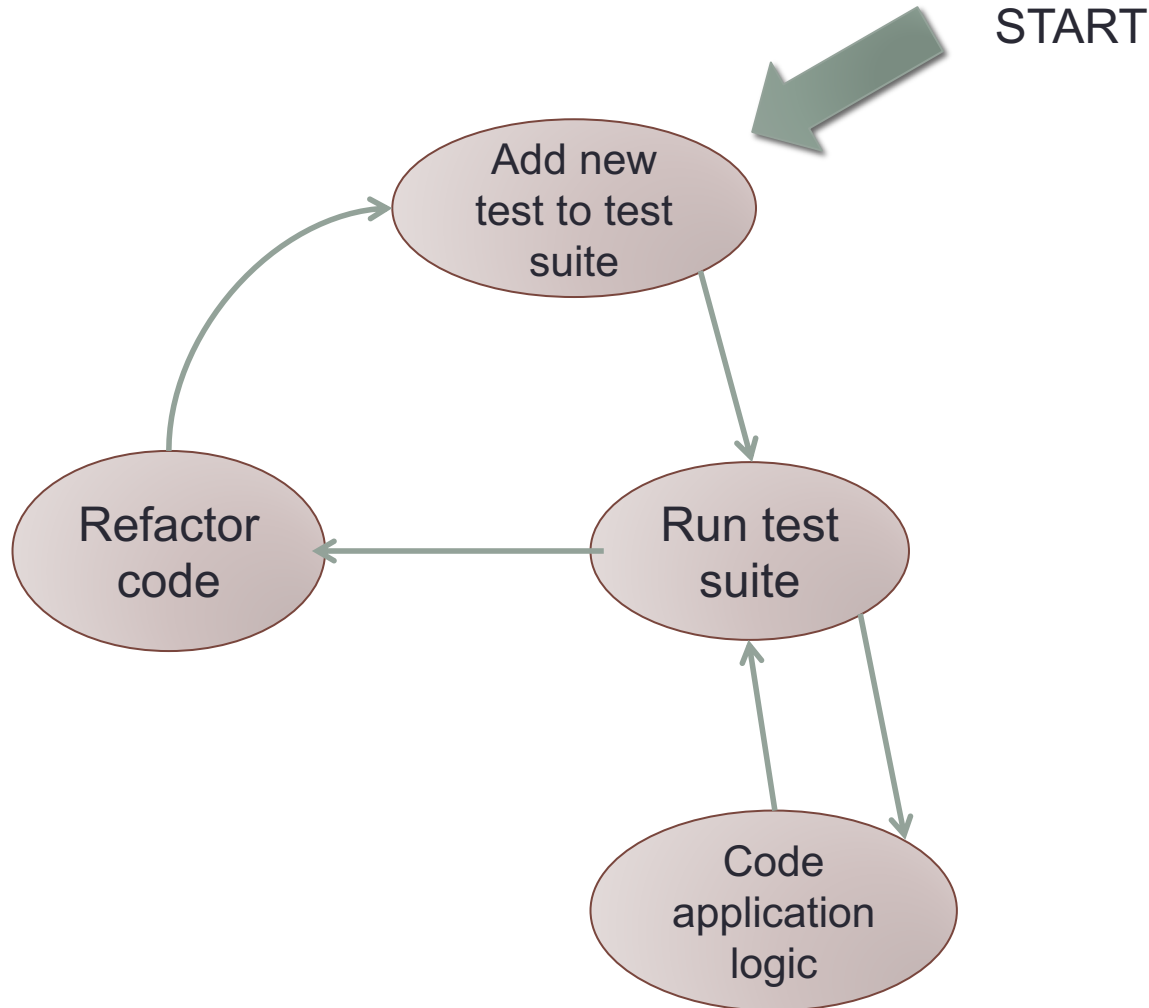 START
Add new
test to test
suite
Refactor
code
Run test
suite
Code
application
logic